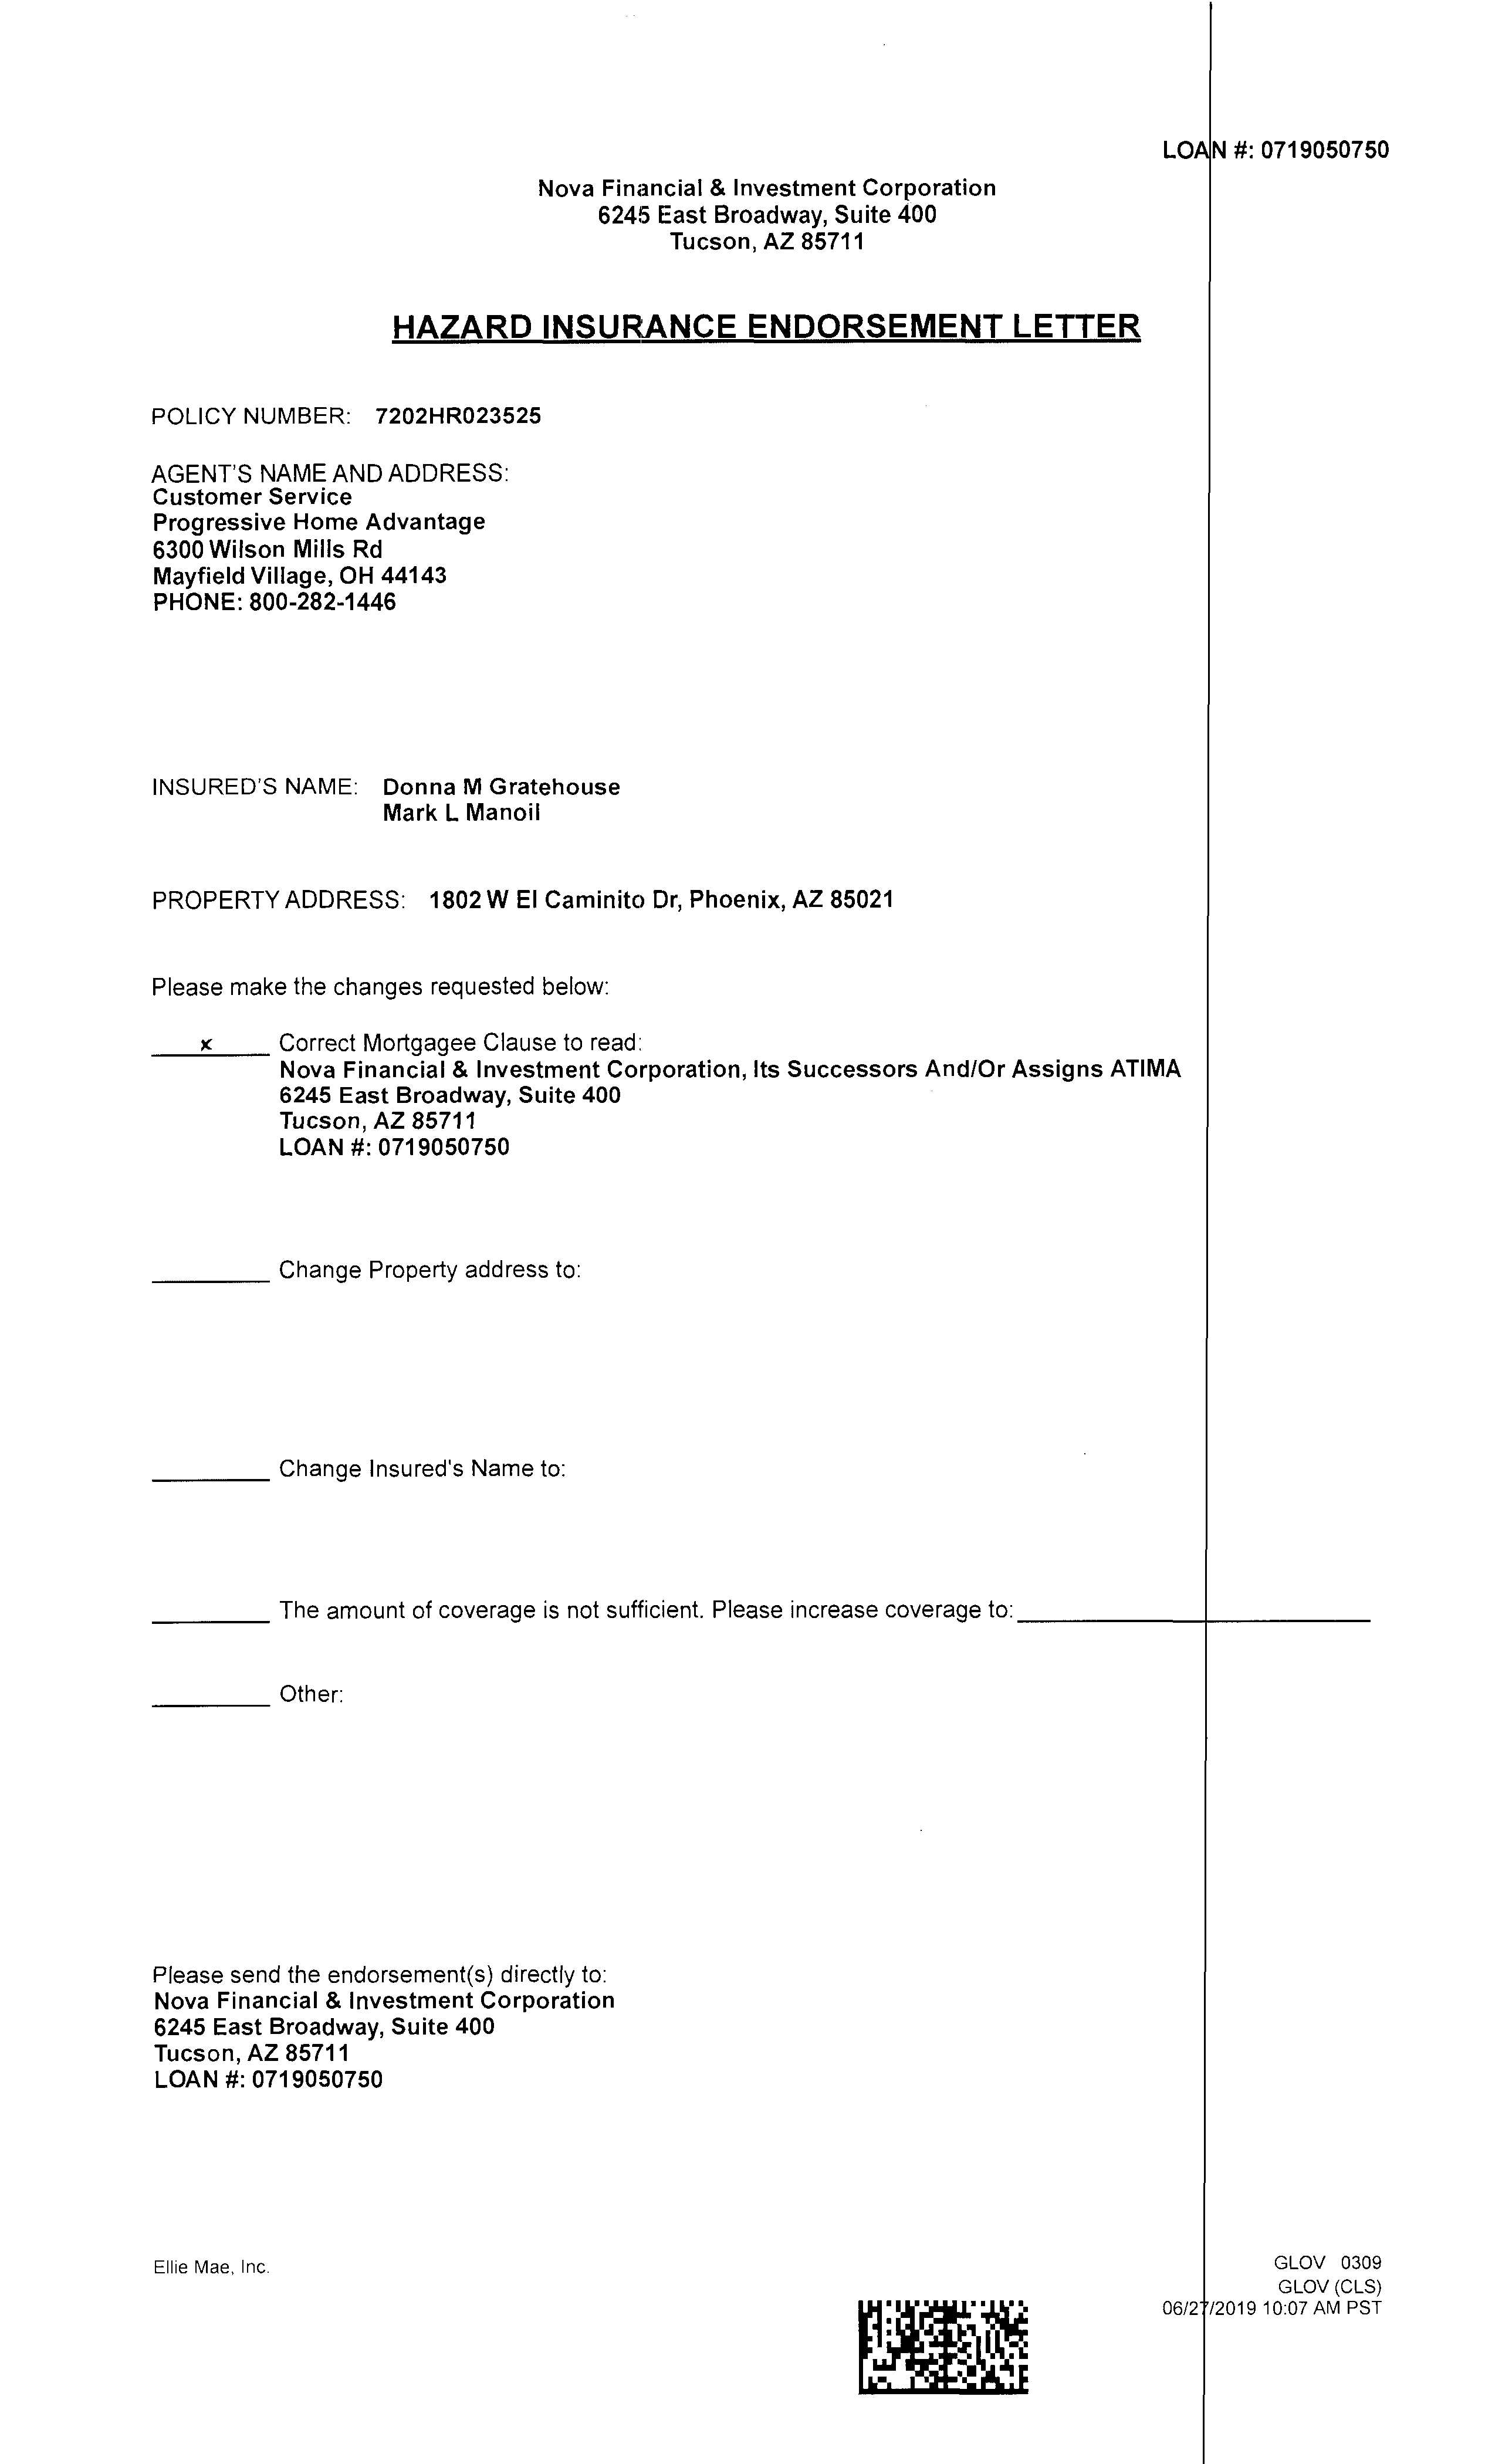 LOAN #: 0719050750
Nova Financial & Investment Corporation
6245 East Broadway, Suite 400
Tucson, AZ 85711
HAZARD INSURANCE ENDORSEMENT LETTER
POLICY NUMBER: 7202HR023525
AGENT'S NAME AND ADDRESS:
Customer Service
Progressive Home Advantage
6300 Wilson Mills Rd
Mayfield Village, OH 44143
PHONE: 800-282-1446
INSURED'S NAME: Donna M Gratehouse
Mark L Manoil
PROPERTY ADDRESS: 1802 W El Caminito Dr, Phoenix, AZ 85021
Please make the changes requested below:
x Correct Mortgagee Clause to read:
Nova Financial & Investment Corporation, Its Successors And/Or Assigns ATIMA
6245 East Broadway, Suite 400
Tucson, AZ 85711
LOAN #: 0719050750
Change Property address to:
Change Insured's Name to:
The amount of coverage is not sufficient. Please increase coverage to:
Other:
Please send the endorsement(s) directly to:
Nova Financial & Investment Corporation
6245 East Broadway, Suite 400
Tucson, AZ 85711
LOAN #: 0719050750
Ellie Mae, Inc.
GLOV 0309
GLOV (CLS)
06/27/2019 10:07 AM PST